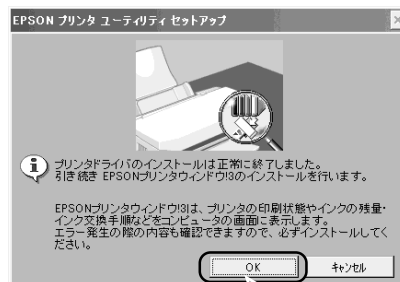 EPSON プリンタ ユーティリティ セットアップ
プリンタドライバのインストールは正常に終了しました。
引き続き EPSONプリンタウィンドウ!3のインストールを行います。
EPSONプリンタウィンドウ!3は、プリンタの印刷状態やインクの残量・
インク交換手順などをコンピュータの画面に表示します。
エラー発生の際の内容も確認できますので、必ずインストールしてく
ださい。
OK
キャンセル